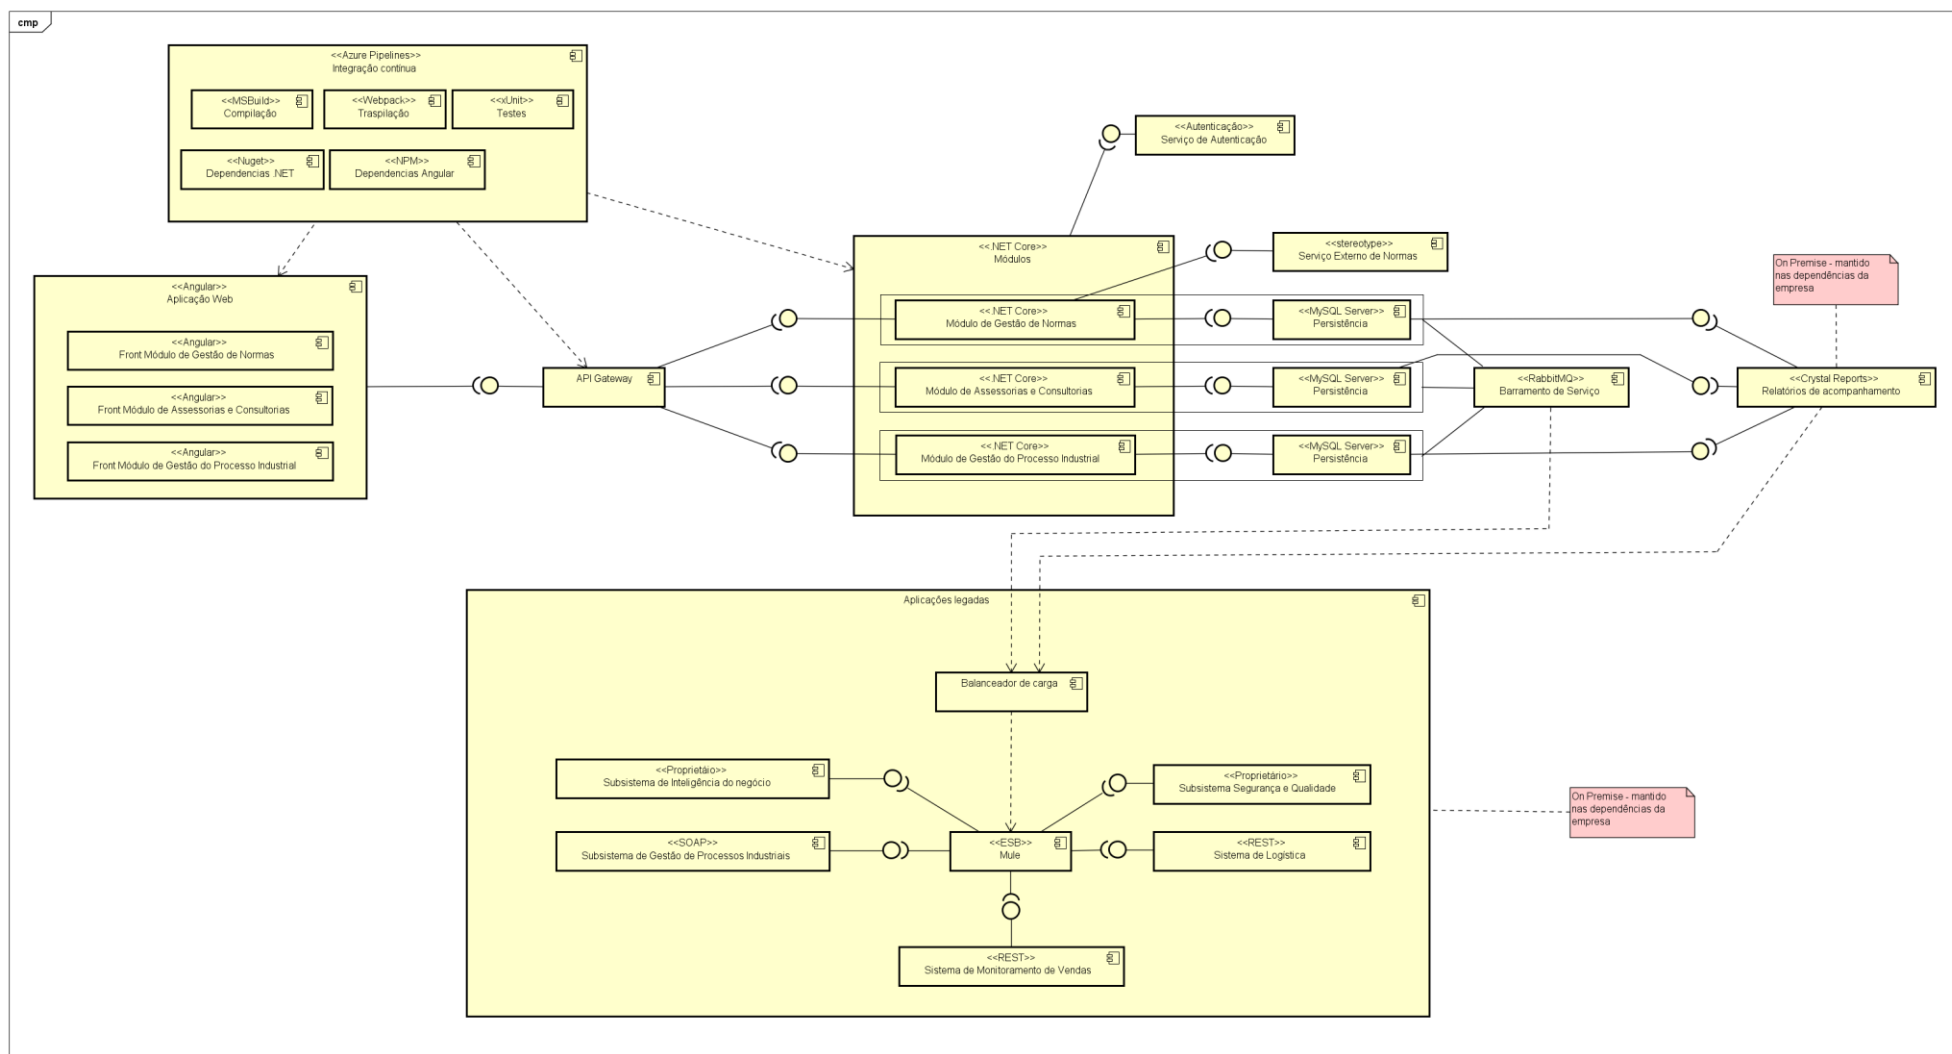 cmp
<<Azure Pipelines>>
Integração contínua
<<MSBuild>>
Compilação
<<Webpack>>
Traspilação
<<xUnit>>
Testes
<<Nuget>>
Dependencias .NET
<<NPM>>
Dependencias Angular
<<Autenticação>>
Serviço de Autenticação
<<.NET Core>>
Módulos
<<stereotype>>
Serviço Externo de Normas
On Premise - mantido
nas dependências da
empresa
<<Angular>>
Aplicação Web
<<Angular>>
Front Módulo de Gestão de Normas
<<Angular>>
Front Módulo de Assessorias e Consultorias
<<Angular>>
Front Módulo de Gestão do Processo Industrial
API Gateway
<<.NET Core>>
Módulo de Gestão de Normas
<<MySQL Server>>
Persistência
<<.NET Core>>
Módulo de Assessorias e Consultorias
<<MySQL Server>>
Persistência
<<RabbitMQ>>
Barramento de Serviço
<<Crystal Reports>>
Relatórios de acompanhamento
<<.NET Core>>
Módulo de Gestão do Processo Industrial
<<MySQL Server>>
Persistência
Aplicações legadas
Balanceador de carga
<<Proprietáio>>
Subsistema de Inteligência do negócio
<<Proprietário>>
Subsistema Segurança e Qualidade
<<SOAP>>
Subsistema de Gestão de Processos Industriais
<<ESB>>
Mule
<<REST>>
Sistema de Logística
<<REST>>
Sistema de Monitoramento de Vendas
On Premise - mantido
nas dependências da
empresa